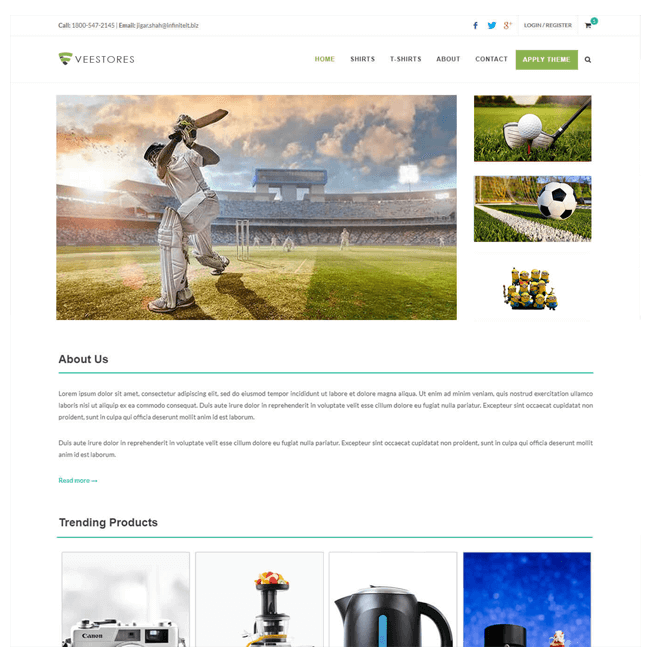 Call: 1800-547-2145 | Email: jigar.shah@infiniteit.biz
LOGIN / REGISTER
1
VEESTORES
HOME SHIRTS T-SHIRTS ABOUT CONTACT APPLY THEME
About Us
Lorem ipsum dolor sit amet, consectetur adipiscing elit, sed do eiusmod tempor incididunt ut labore et dolore magna aliqua. Ut enim ad minim veniam, quis nostrud exercitation ullamco
laboris nisi ut aliquip ex ea commodo consequat. Duis aute irure dolor in reprehenderit in voluptate velit esse cillum dolore eu fugiat nulla pariatur. Excepteur sint occaecat cupidatat non
proident, sunt in culpa qui officia deserunt mollit anim id est laborum.
Duis aute irure dolor in reprehenderit in voluptate velit esse cillum dolore eu fugiat nulla pariatur. Excepteur sint occaecat cupidatat non proident, sunt in culpa qui officia deserunt mollit
anim id est laborum.
Read more →
Trending Products
Canon